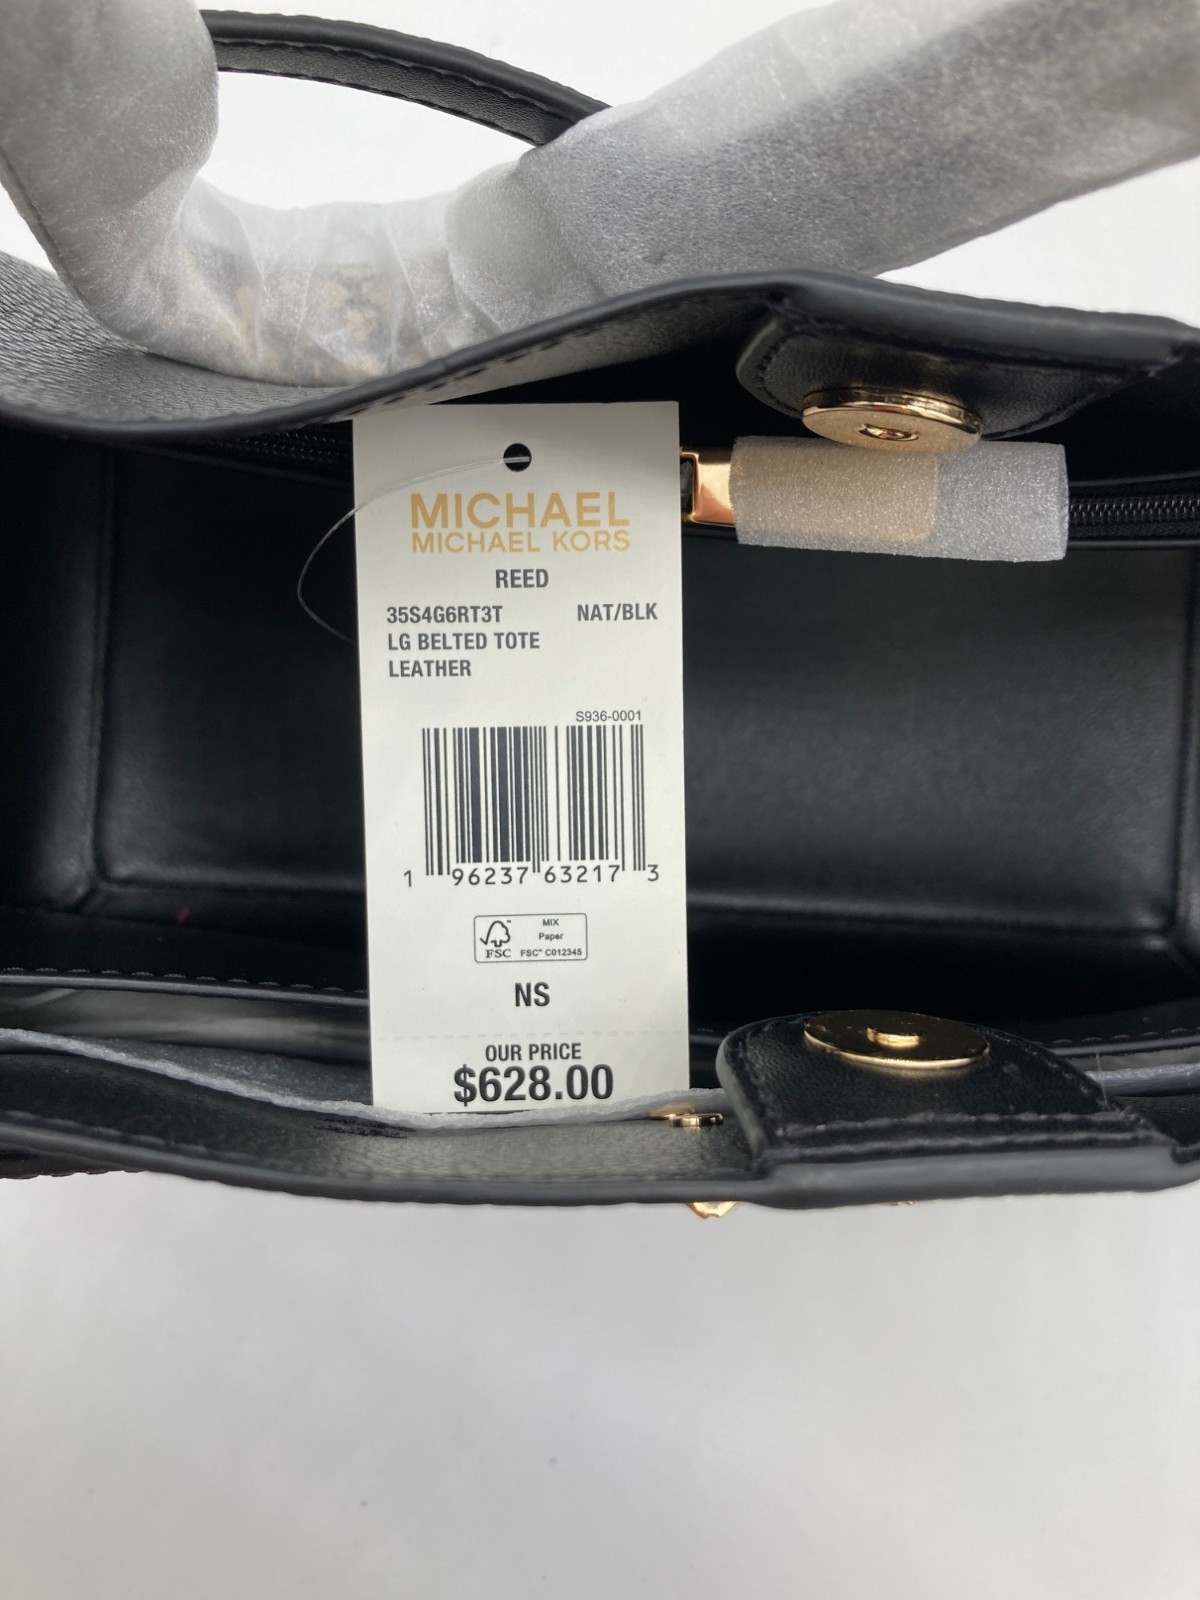 MICHAEL
MICHAEL KORS
REED
35S4G6RT3T NAT/BLK
LG BELTED TOTE
LEATHER
S936-0001
1 96237 63217 3
MIX
Paper
FSC FSC™ C012345
NS
OUR PRICE
$628.00